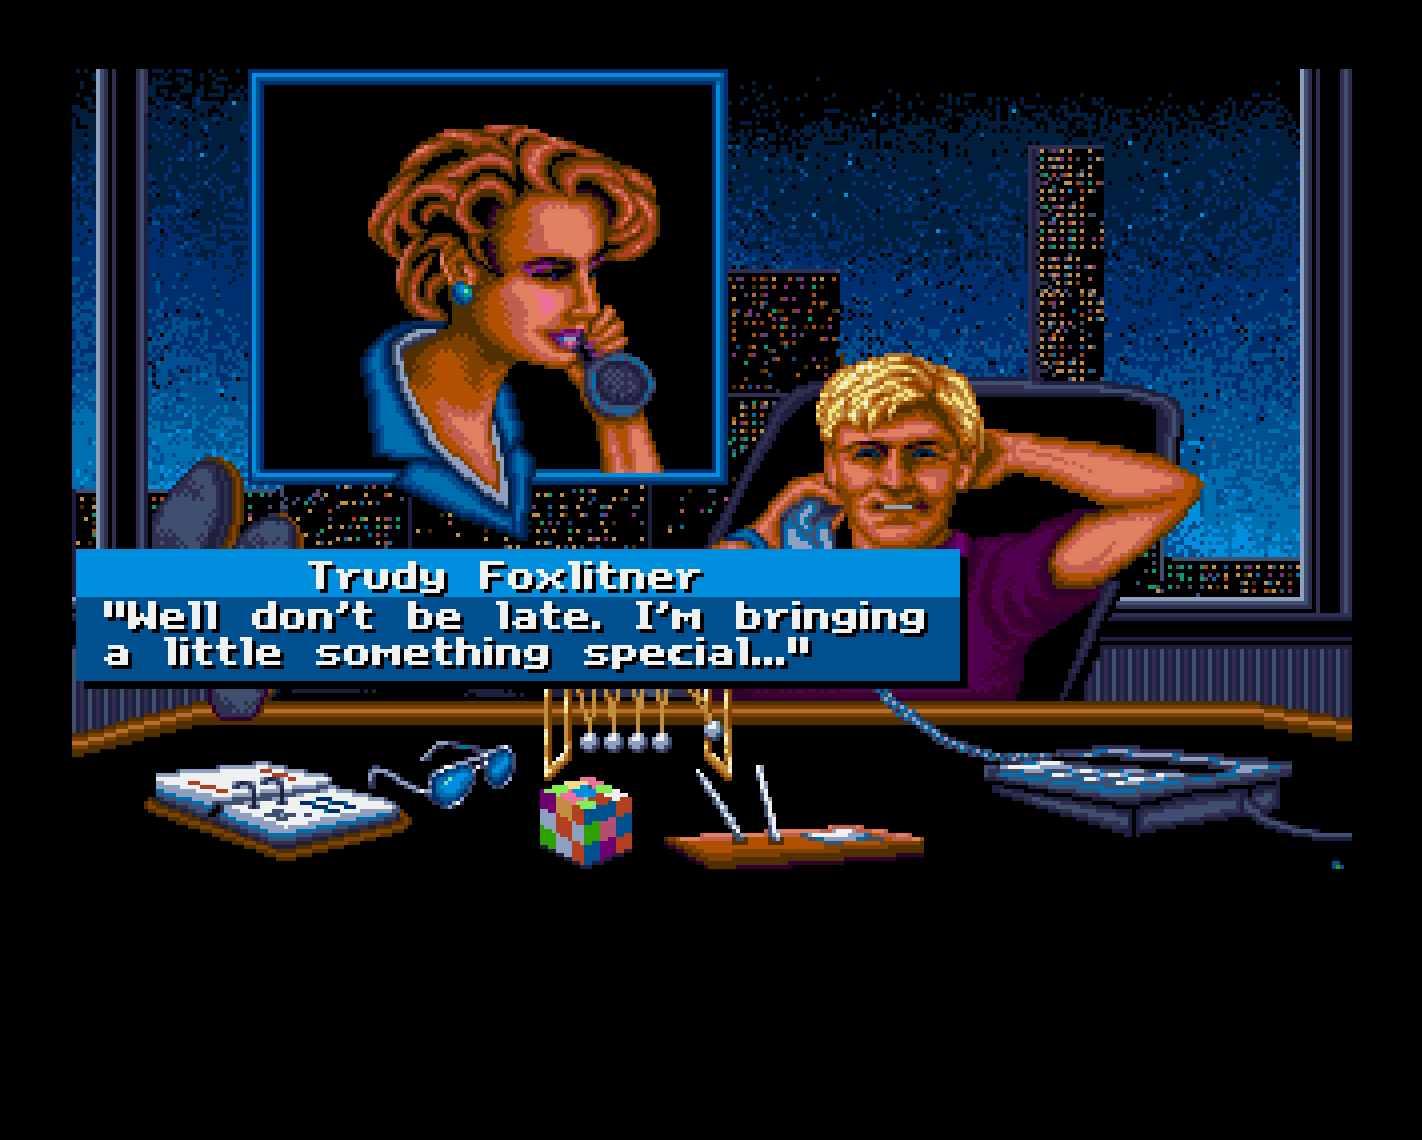 Trudy Foxlitner
"Well don't be late. I'm bringing
a little something special..."